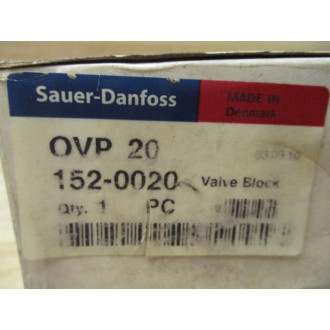 Sauer-Danfoss
MADE IN
Denmark
OVP 20
152-0020 Valve Block
Qty. 1 PC